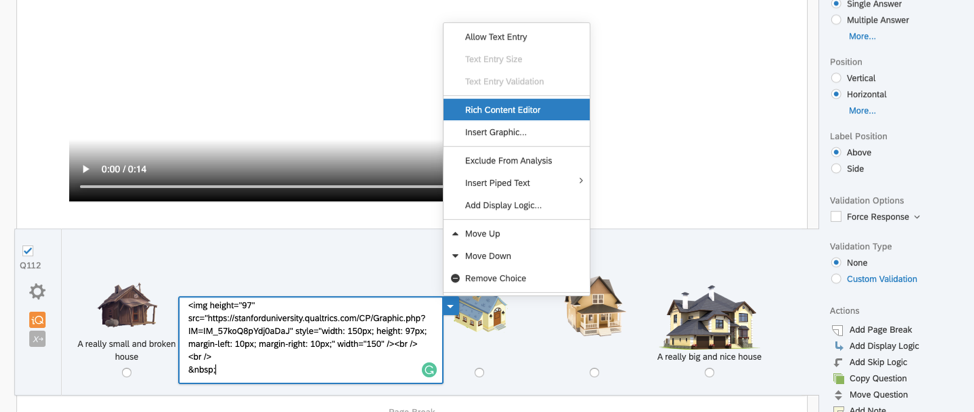 Single Answer
Multiple Answer
More...
Position
Vertical
Horizontal
More...
Label Position
Above
Side
Validation Options
Force Response
Validation Type
None
Custom Validation
Actions
Add Page Break
Add Display Logic
Add Skip Logic
Copy Question
Move Question
Add Note
Allow Text Entry
Text Entry Size
Text Entry Validation
Rich Content Editor
Insert Graphic...
Exclude From Analysis
Insert Piped Text
Add Display Logic...
Move Up
Move Down
Remove Choice
0:00 / 0:14
Q112
iQ
X→
A really small and broken
house
<img height="97"
src="https://stanforduniversity.qualtrics.com/CP/Graphic.php?
IM=IM_57koQ8pYdj0aDaJ" style="width: 150px; height: 97px;
margin-left: 10px; margin-right: 10px;" width="150" /><br />
<br />
&nbsp;
A really big and nice house
Page Break